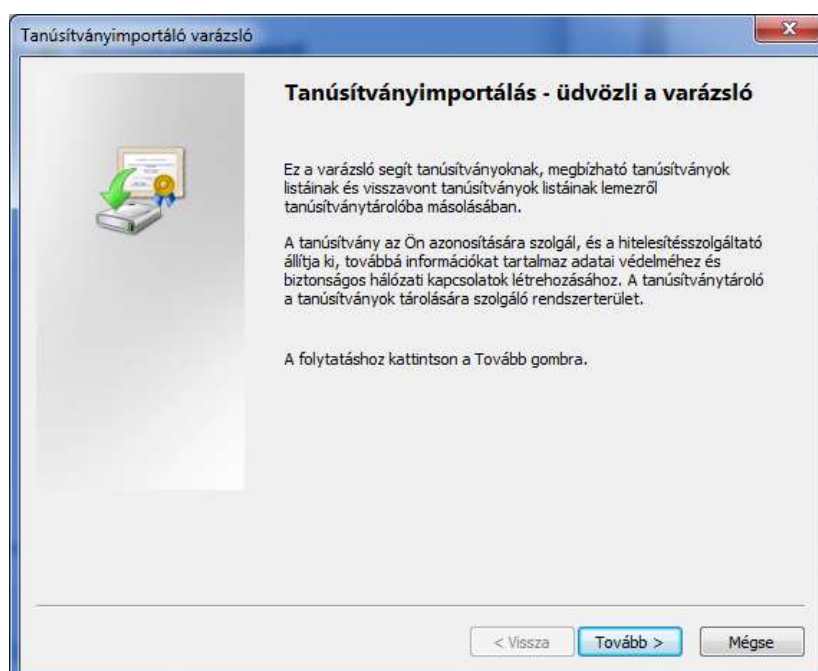 Tanúsítványimportáló varázsló
Tanúsítványimportálás - üdvözli a varázsló
Ez a varázsló segít tanúsítványoknak, megbízható tanúsítványok
listáinak és visszavont tanúsítványok listáinak lemezről
tanúsítványtárolóba másolásában.
A tanúsítvány az Ön azonosítására szolgál, és a hitelesítésszolgáltató
állítja ki, továbbá információkat tartalmaz adatai védelméhez és
biztonságos hálózati kapcsolatok létrehozásához. A tanúsítványtároló
a tanúsítványok tárolására szolgáló rendszerterület.
A folytatáshoz kattintson a Tovább gombra.
< Vissza Tovább > Mégse